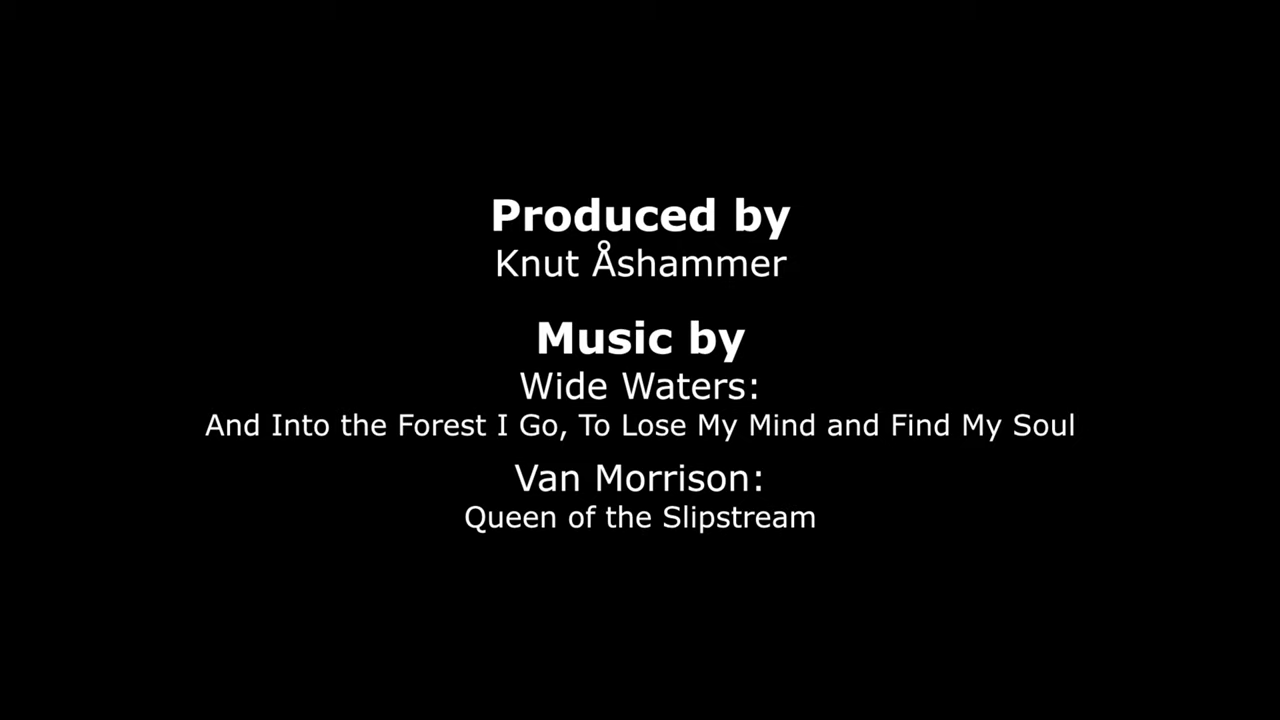 Produced by
Knut Åshammer
Music by
Wide Waters:
And Into the Forest I Go, To Lose My Mind and Find My Soul
Van Morrison:
Queen of the Slipstream